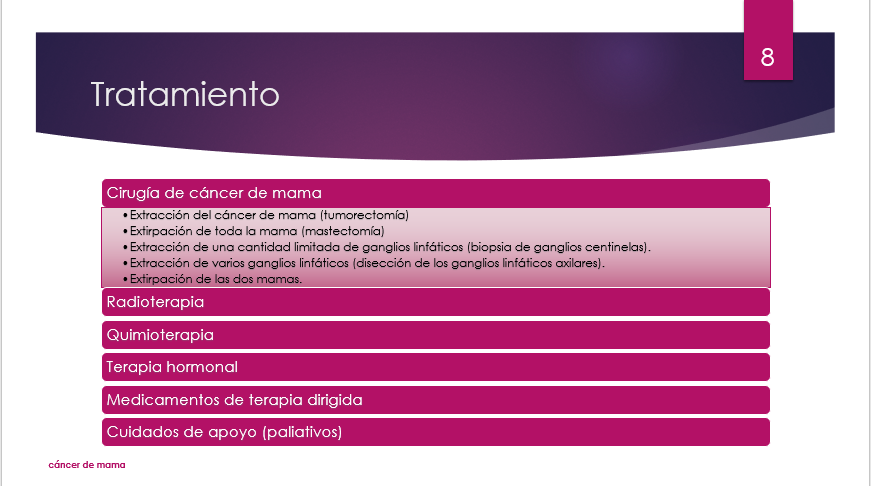 8
Tratamiento
Cirugía de cáncer de mama
•Extracción del cáncer de mama (tumorectomía)
•Extirpación de toda la mama (mastectomía)
•Extracción de una cantidad limitada de ganglios linfáticos (biopsia de ganglios centinelas).
•Extracción de varios ganglios linfáticos (disección de los ganglios linfáticos axilares).
•Extirpación de las dos mamas.
Radioterapia
Quimioterapia
Terapia hormonal
Medicamentos de terapia dirigida
Cuidados de apoyo (paliativos)
cáncer de mama